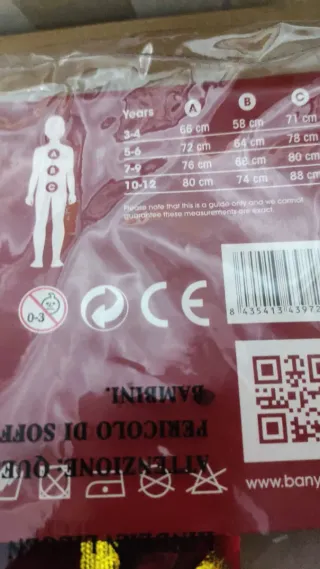 Years A B C
3-4 66 cm 58 cm 71 cm
5-6 72 cm 64 cm 78 cm
7-9 76 cm 68 cm 80 cm
10-12 80 cm 74 cm 88 cm
Please note that this is a guide only and we cannot
guarantee these measurements are exact.
A
B
C
0-3
CE
8 435413 43972
BAMBINI.
PERICOLO DI SOFF
ATTENZIONE: QUE
www.bany